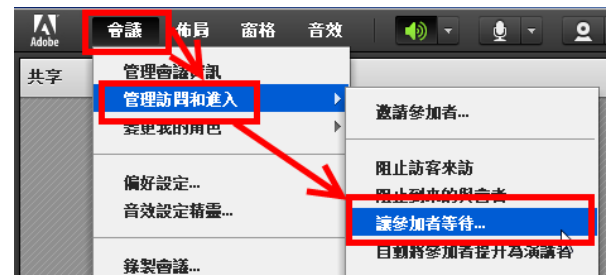 Adobe
會議 佈局 窗格 音效
共享
管理會議資訊
管理訪問和進入
變更我的角色
偏好設定...
音效設定精靈...
錄製會議...
邀請參加者...
阻止訪客來訪
阻止到來的與會者
讓參加者等待...
自動將參加者提升為演講者